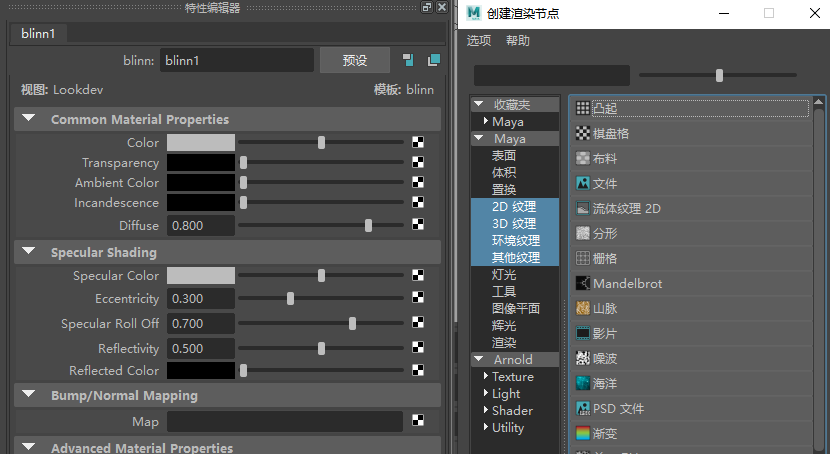 特性编辑器
blinn1
blinn: blinn1 预设
视图: Lookdev 模板: blinn
Common Material Properties
Color
Transparency
Ambient Color
Incandescence
Diffuse 0.800
Specular Shading
Specular Color
Eccentricity 0.300
Specular Roll Off 0.700
Reflectivity 0.500
Reflected Color
Bump/Normal Mapping
Map
Advanced Material Properties
创建渲染节点
选项 帮助
收藏夹
Maya
Maya
表面
体积
置换
2D 纹理
3D 纹理
环境纹理
其他纹理
灯光
工具
图像平面
辉光
渲染
Arnold
Texture
Light
Shader
Utility
凸起
棋盘格
布料
文件
流体纹理 2D
分形
栅格
Mandelbrot
山脉
影片
噪波
海洋
PSD 文件
渐变